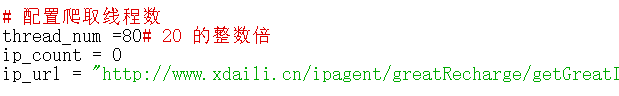 # 配置爬取线程数
thread_num =80# 20 的整数倍
ip_count = 0
ip_url = "http://www.xdaili.cn/ipagent/greatRecharge/getGreatI